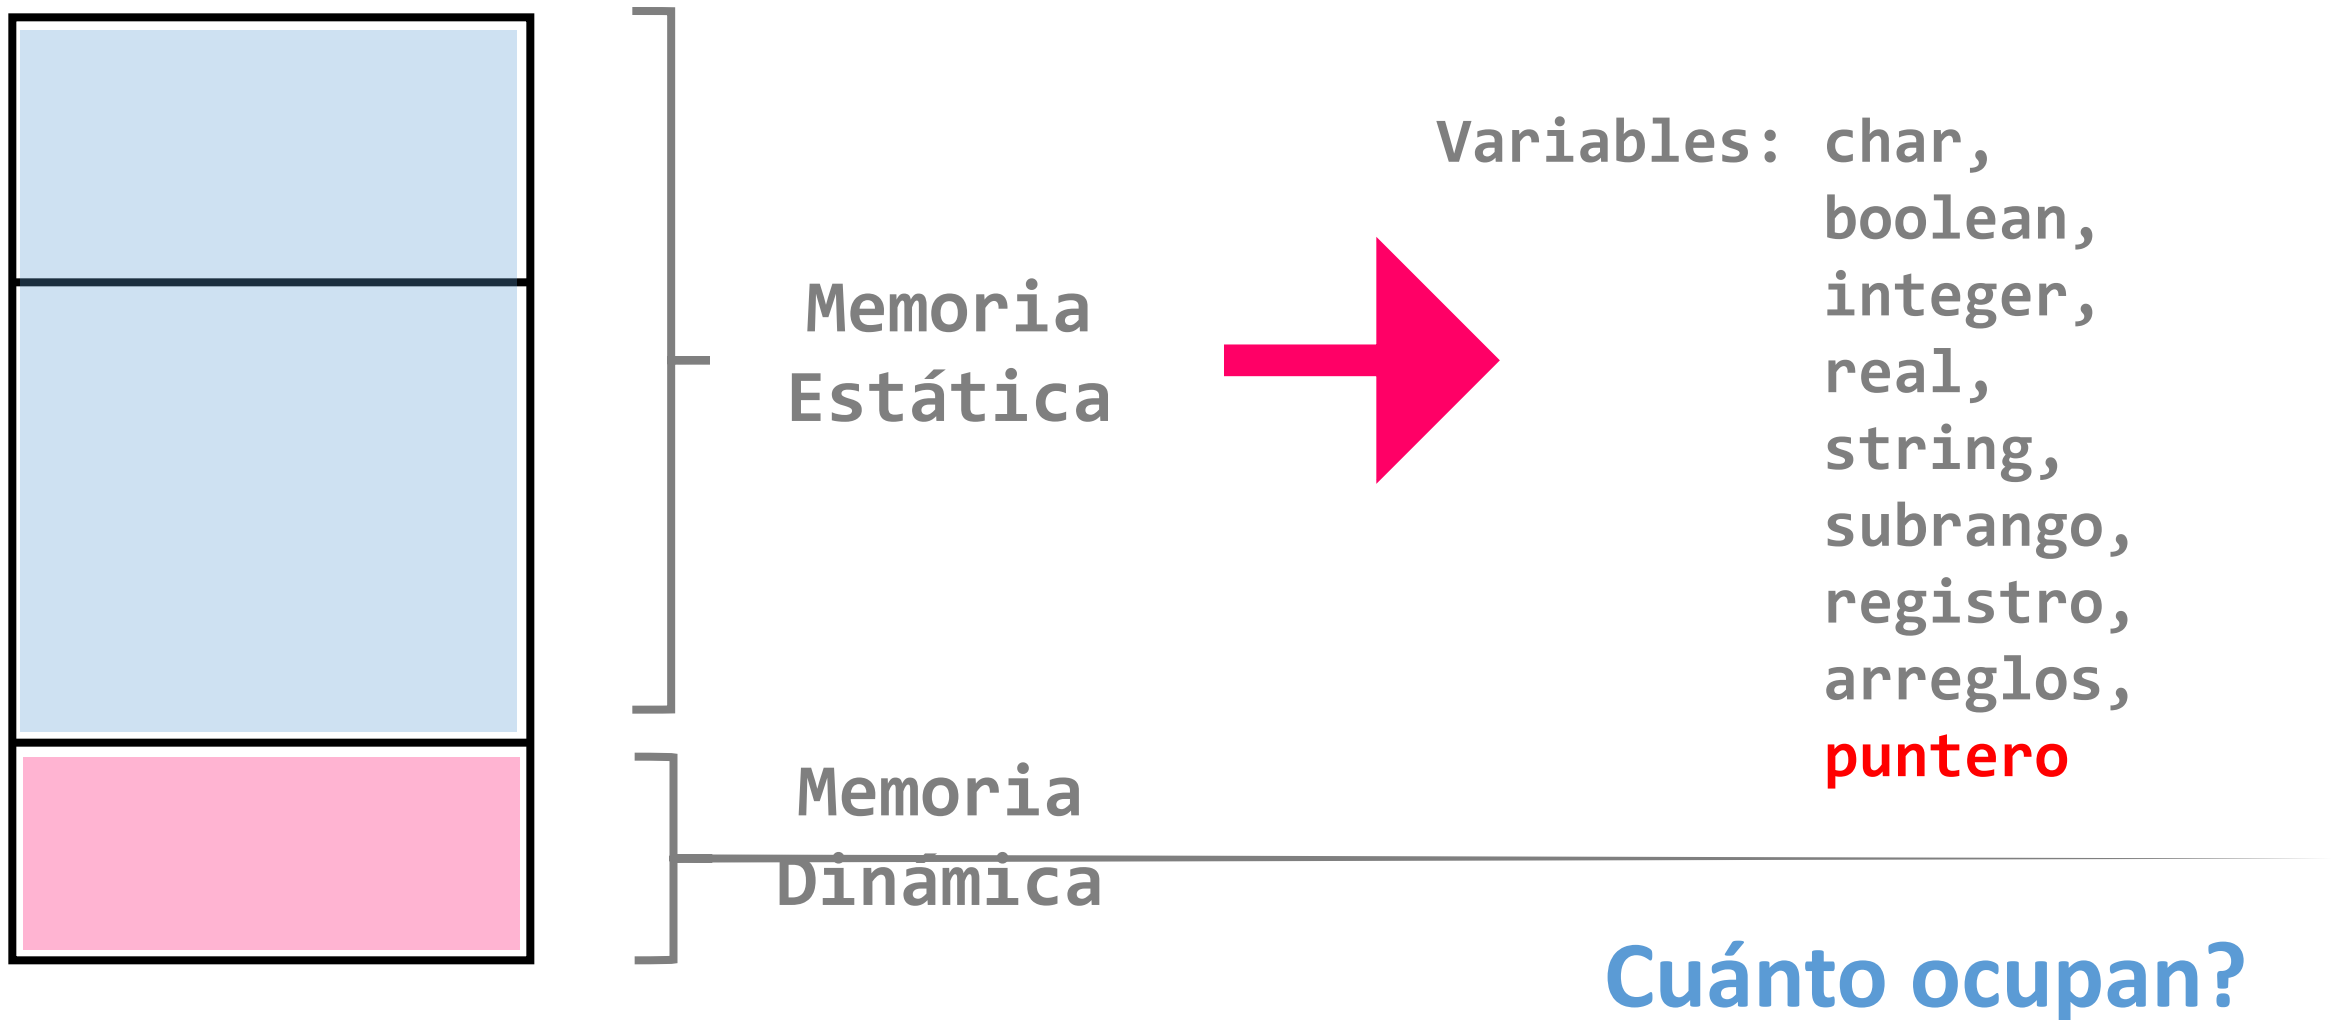 Memoria
Estática
Variables: char,
boolean,
integer,
real,
string,
subrango,
registro,
arreglos,
puntero
Memoria
Dinámica
Cuánto ocupan?